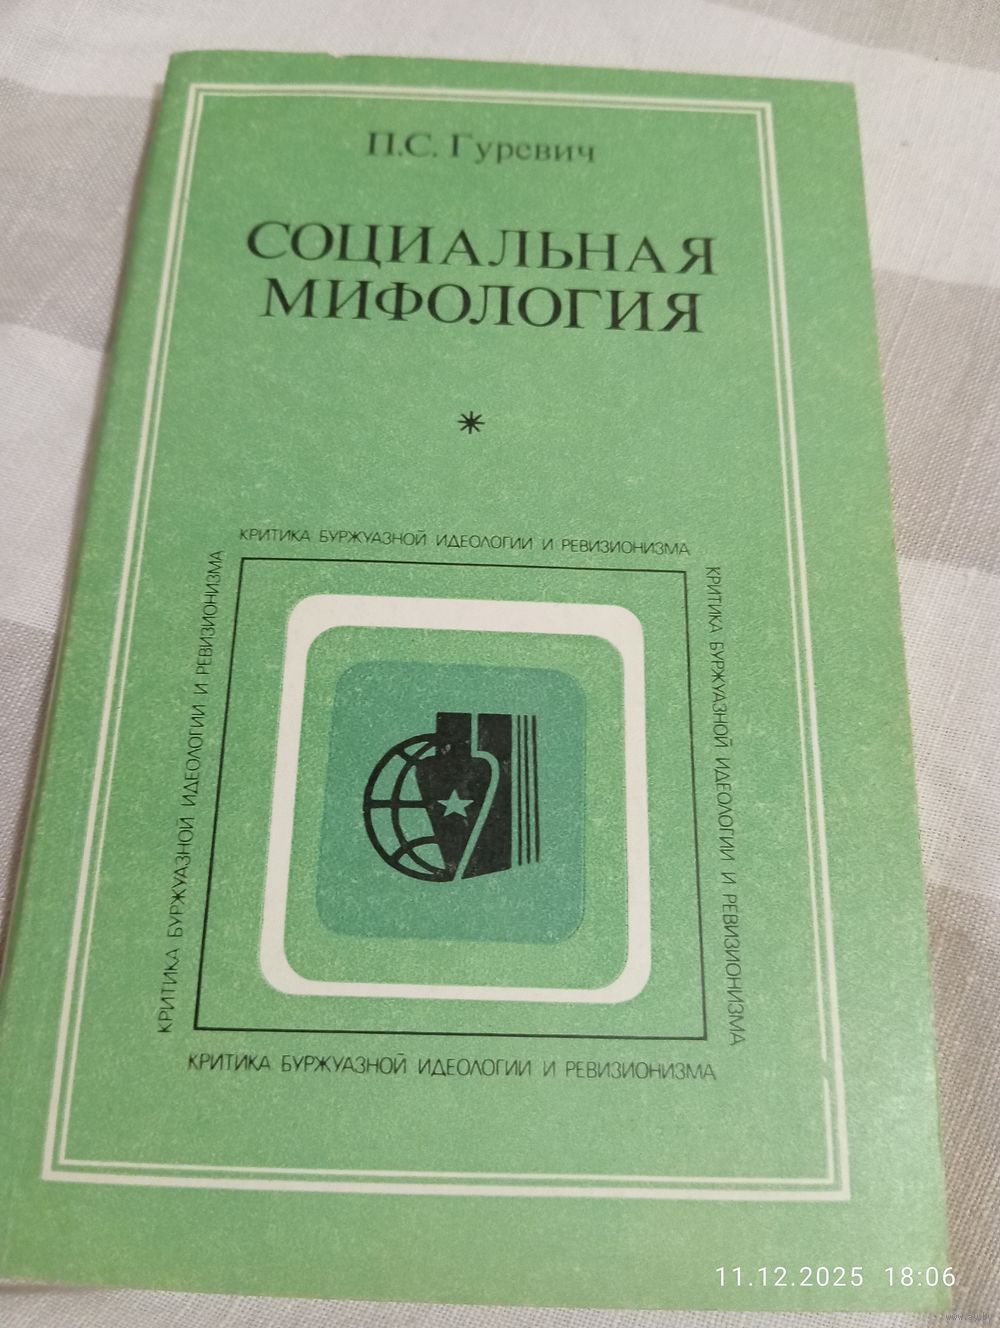 П.С. Гуревич
СОЦИАЛЬНАЯ
МИФОЛОГИЯ
*
КРИТИКА БУРЖУАЗНОЙ ИДЕОЛОГИИ И РЕВИЗИОНИЗМА
КРИТИКА БУРЖУАЗНОЙ ИДЕОЛОГИИ И РЕВИЗИОНИЗМА
КРИТИКА БУРЖУАЗНОЙ ИДЕОЛОГИИ И РЕВИЗИОНИЗМА
КРИТИКА БУРЖУАЗНОЙ ИДЕОЛОГИИ И РЕВИЗИОНИЗМА
11.12.2025 18:06